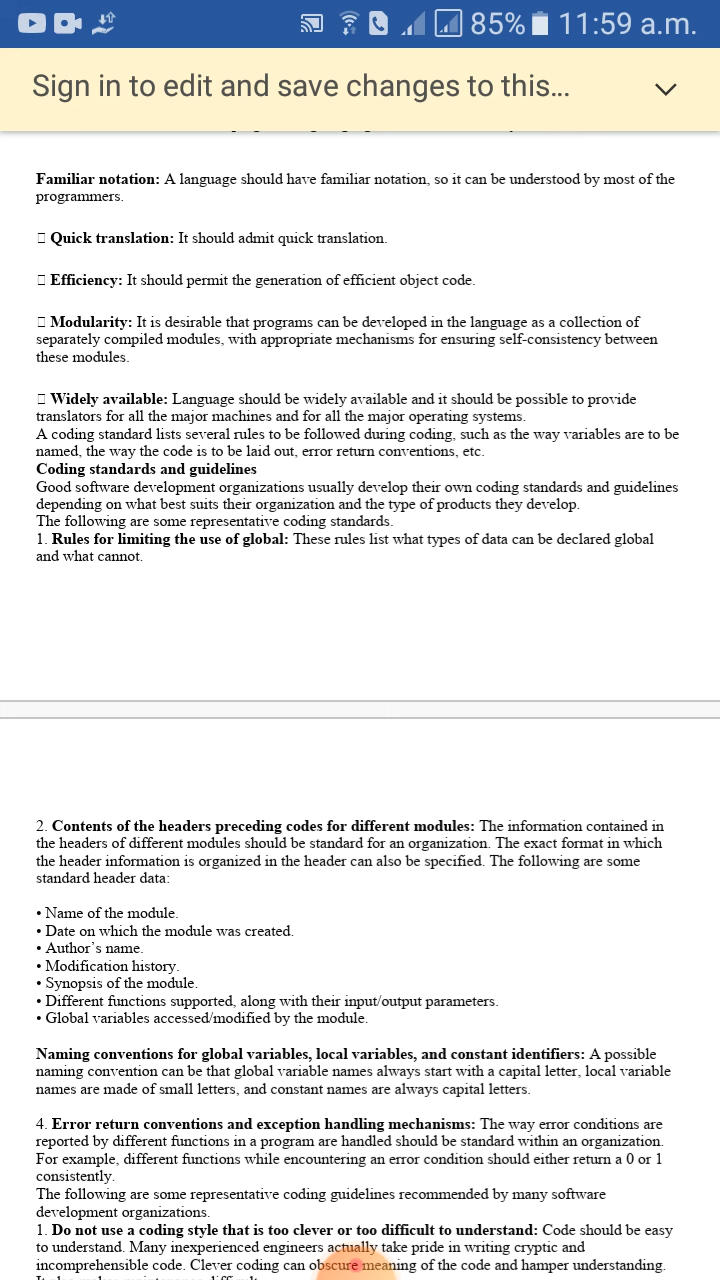 85% 11:59 a.m.
Sign in to edit and save changes to this...
Familiar notation: A language should have familiar notation, so it can be understood by most of the
programmers.
Quick translation: It should admit quick translation.
Efficiency: It should permit the generation of efficient object code.
Modularity: It is desirable that programs can be developed in the language as a collection of
separately compiled modules, with appropriate mechanisms for ensuring self-consistency between
these modules.
Widely available: Language should be widely available and it should be possible to provide
translators for all the major machines and for all the major operating systems.
A coding standard lists several rules to be followed during coding, such as the way variables are to be
named, the way the code is to be laid out, error return conventions, etc.
Coding standards and guidelines
Good software development organizations usually develop their own coding standards and guidelines
depending on what best suits their organization and the type of products they develop.
The following are some representative coding standards.
1. Rules for limiting the use of global: These rules list what types of data can be declared global
and what cannot.
2. Contents of the headers preceding codes for different modules: The information contained in
the headers of different modules should be standard for an organization. The exact format in which
the header information is organized in the header can also be specified. The following are some
standard header data:
• Name of the module.
• Date on which the module was created.
• Author’s name.
• Modification history.
• Synopsis of the module.
• Different functions supported, along with their input/output parameters.
• Global variables accessed/modified by the module.
Naming conventions for global variables, local variables, and constant identifiers: A possible
naming convention can be that global variable names always start with a capital letter, local variable
names are made of small letters, and constant names are always capital letters.
4. Error return conventions and exception handling mechanisms: The way error conditions are
reported by different functions in a program are handled should be standard within an organization.
For example, different functions while encountering an error condition should either return a 0 or 1
consistently.
The following are some representative coding guidelines recommended by many software
development organizations.
1. Do not use a coding style that is too clever or too difficult to understand: Code should be easy
to understand. Many inexperienced engineers actually take pride in writing cryptic and
incomprehensible code. Clever coding can obscure meaning of the code and hamper understanding.